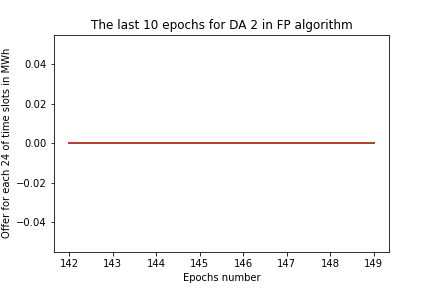 The last 10 epochs for DA 2 in FP algorithm
Offer for each 24 of time slots in MWh
0.04
0.02
0.00
−0.02
−0.04
142 143 144 145 146 147 148 149
Epochs number